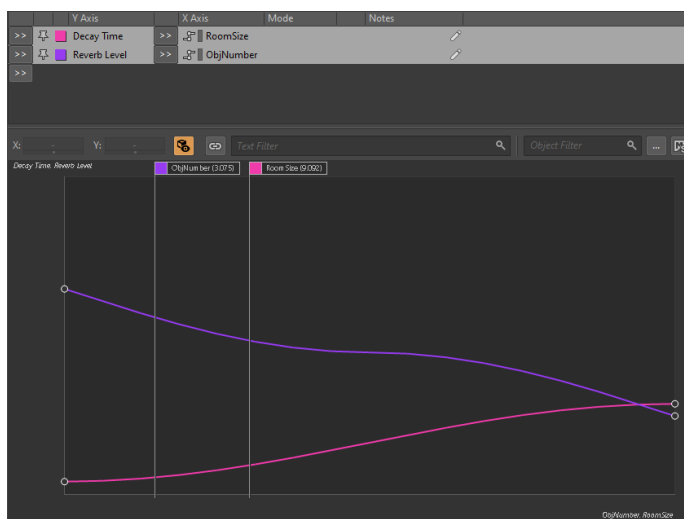 Y Axis X Axis Mode Notes
>> Decay Time >> RoomSize
>> Reverb Level >> ObjNumber
>>
X: - Y: - Text Filter Object Filter ...
Decay Time, Reverb Level
ObjNumber (3.075) Room Size (9.092)
ObjNumber, RoomSize